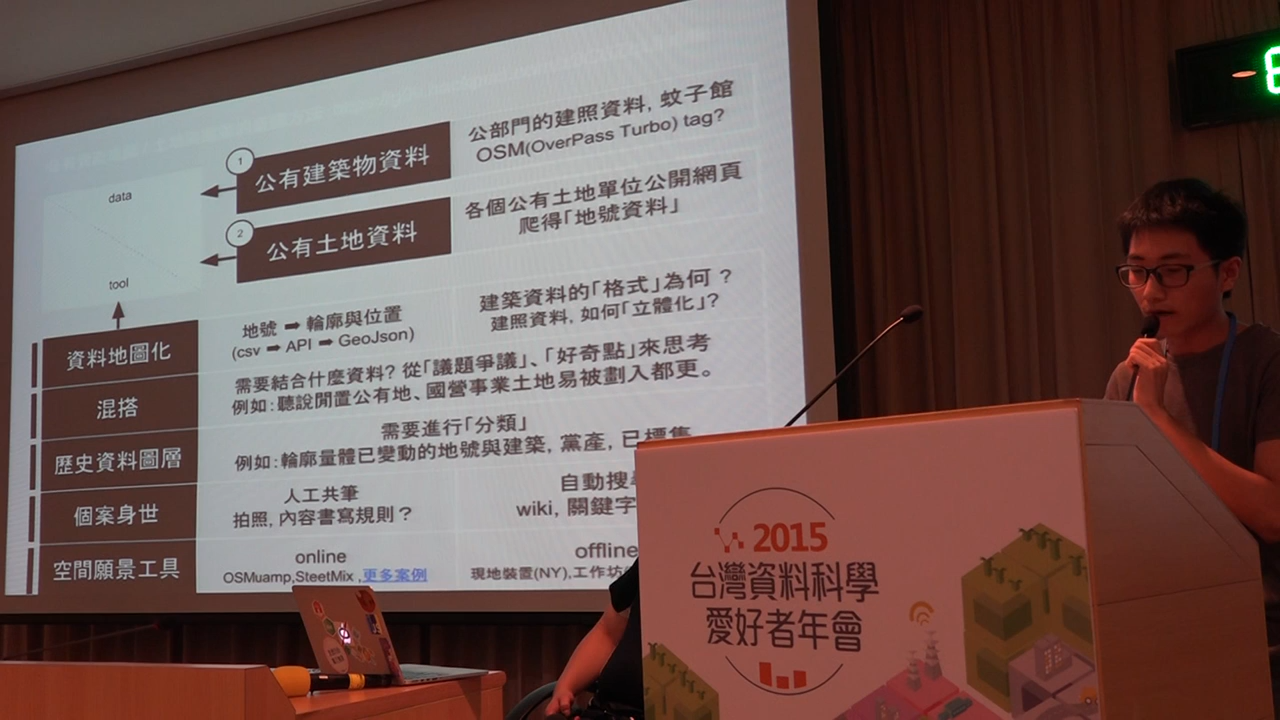 data
tool
1
公有建築物資料
公部門的建照資料, 蚊子館
OSM(OverPass Turbo) tag?
2
公有土地資料
各個公有土地單位公開網頁
爬得「地號資料」
資料地圖化
地號 ➡ 輪廓與位置
(csv ➡ API ➡ GeoJson)
建築資料的「格式」為何？
建照資料, 如何「立體化」?
混搭
需要結合什麼資料? 從「議題爭議」、「好奇點」來思考
例如：聽說閒置公有地、國營事業土地易被劃入都更。
歷史資料圖層
需要進行「分類」
例如：輪廓量體已變動的地號與建築, 黨產, 已標售
個案身世
人工共筆
拍照, 內容書寫規則？
自動搜尋
wiki, 關鍵字
空間願景工具
online
OSMuamp,SteetMix ,更多案例
offline
現地裝置(NY),工作坊
2015
台灣資料科學
愛好者年會